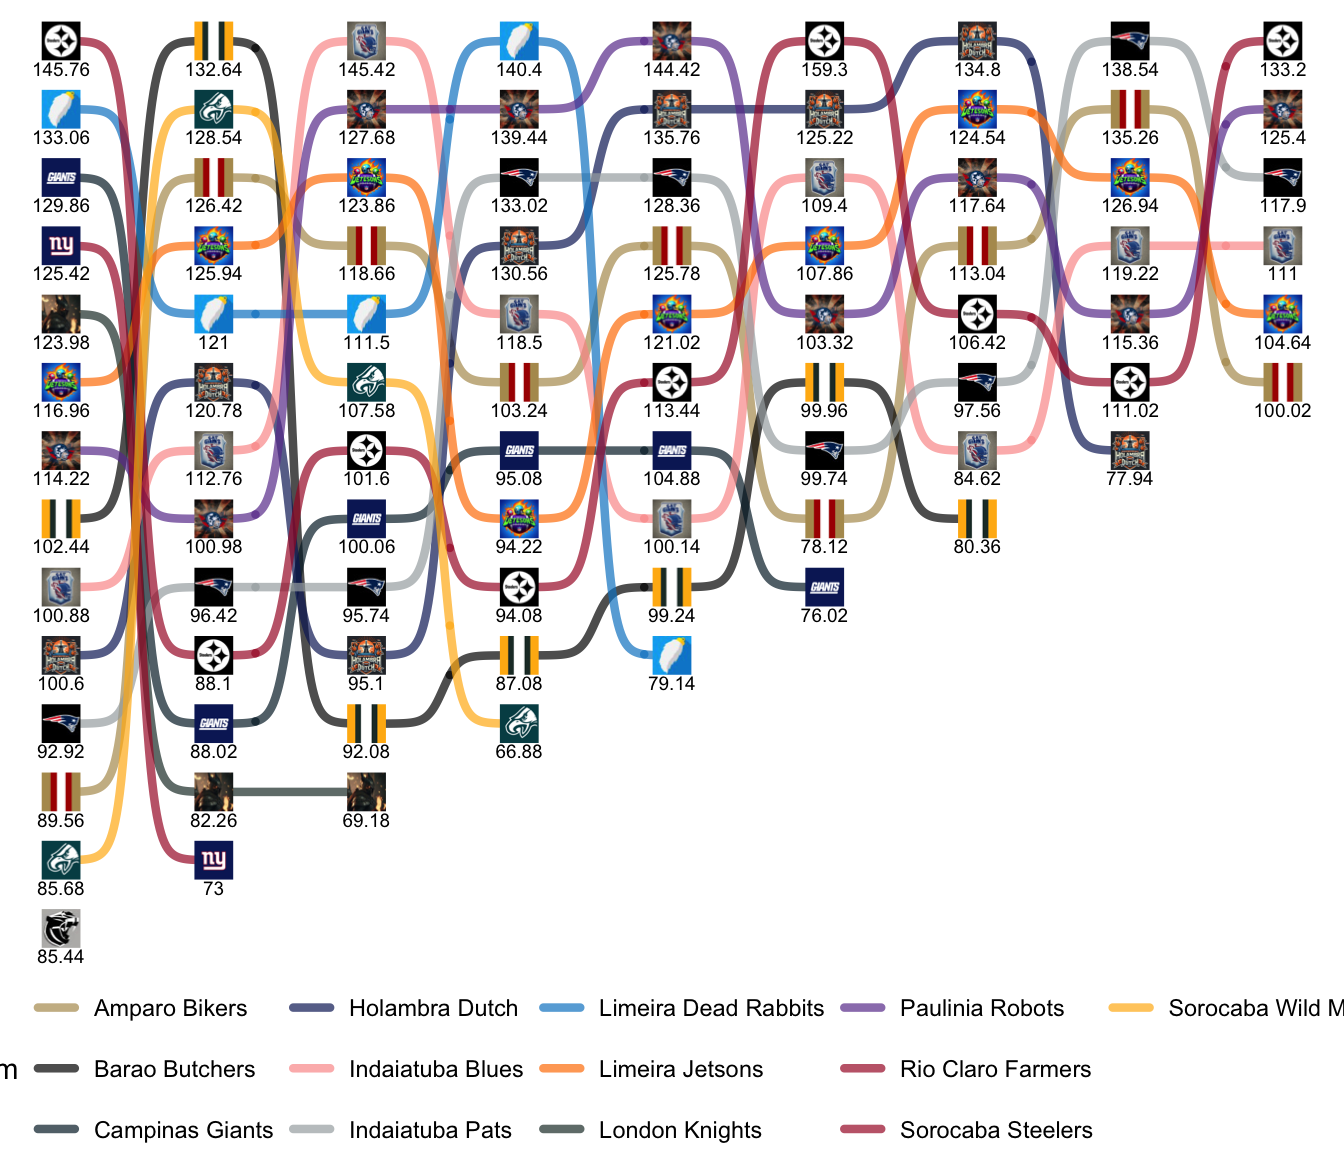 145.76 132.64 145.42 140.4 144.42 159.3 134.8 138.54 133.2
133.06 128.54 127.68 139.44 135.76 125.22 124.54 135.26 125.4
GIANTS
129.86 126.42 123.86 133.02 128.36 109.4 117.64 126.94 117.9
ny
125.42 125.94 118.66 130.56 125.78 107.86 113.04 119.22 111
123.98 121 111.5 118.5 121.02 103.32 106.42 115.36 104.64
116.96 120.78 107.58 103.24 113.44 99.96 97.56 111.02 100.02
GIANTS GIANTS
114.22 112.76 101.6 95.08 104.88 99.74 84.62 77.94
GIANTS
102.44 100.98 100.06 94.22 100.14 78.12 80.36
GIANTS
100.88 96.42 95.74 94.08 99.24 76.02
100.6 88.1 95.1 87.08 79.14
GIANTS
92.92 88.02 92.08 66.88
89.56 82.26 69.18
ny
85.68 73
85.44
Amparo Bikers Holambra Dutch Limeira Dead Rabbits Paulinia Robots Sorocaba Wild M
m Barao Butchers Indaiatuba Blues Limeira Jetsons Rio Claro Farmers
Campinas Giants Indaiatuba Pats London Knights Sorocaba Steelers